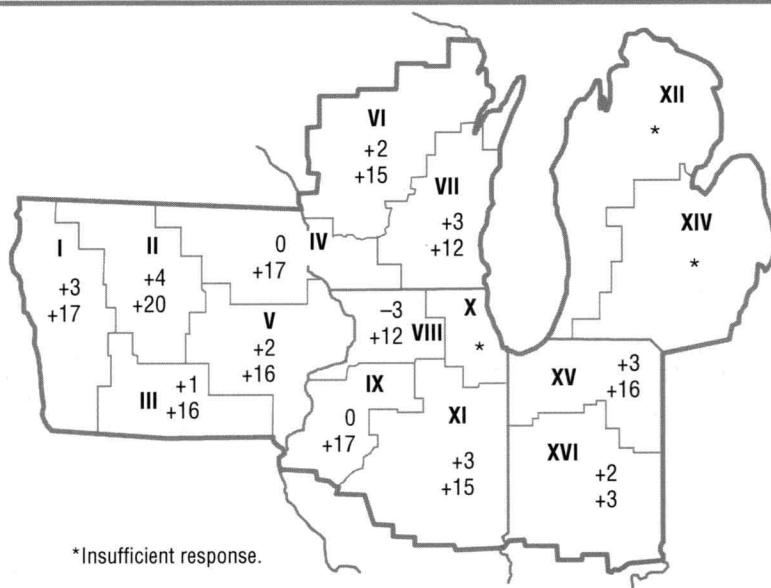 XII
*
VI
+2
+15
VII
+3
+12
XIV
*
I
+3
+17
II
+4
+20
0
+17
IV
V
+2
+16
III
+1
+16
–3
+12
VIII
X
*
IX
0
+17
XI
+3
+15
XV
+3
+16
XVI
+2
+3
*Insufficient response.